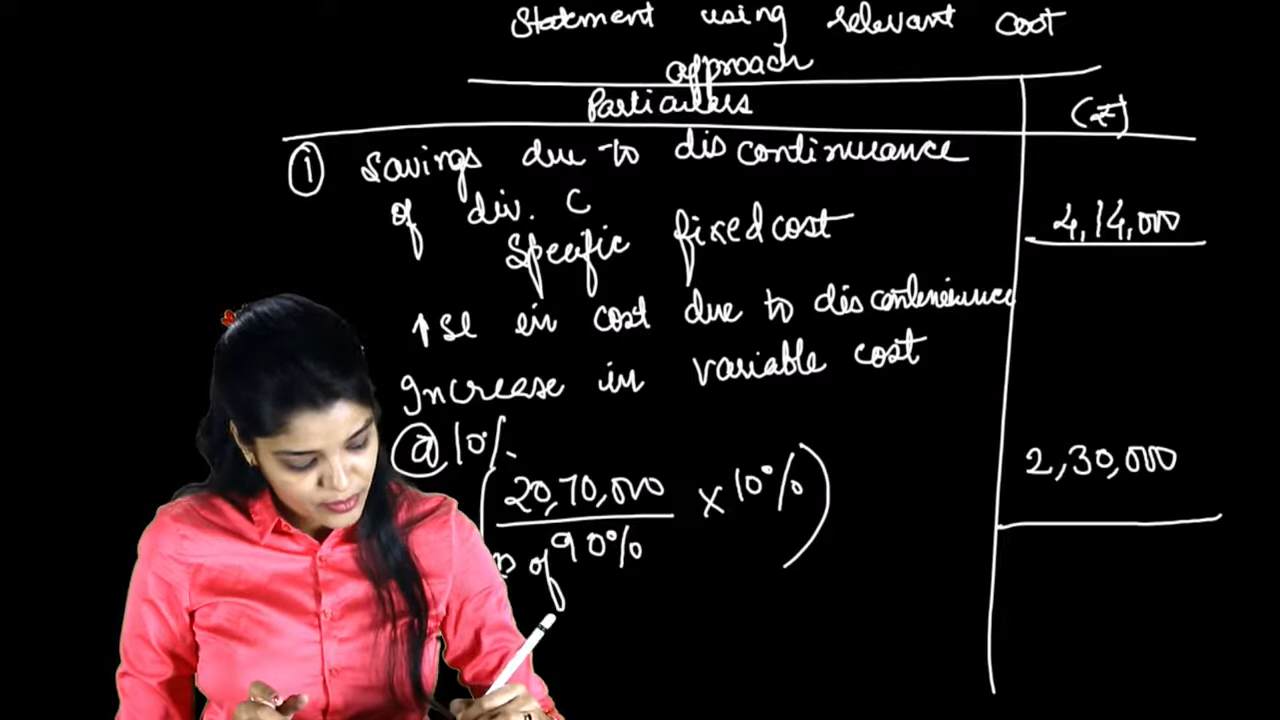 Statement using relevant cost
approach
Particulars (₹)
① Savings due to discontinuance
of div. C
Specific fixed cost 4,14,000
↑se in cost due to discontinuance
Increase in variable cost
@ 10%
(20,70,000 / 90% × 10%) 2,30,000
of